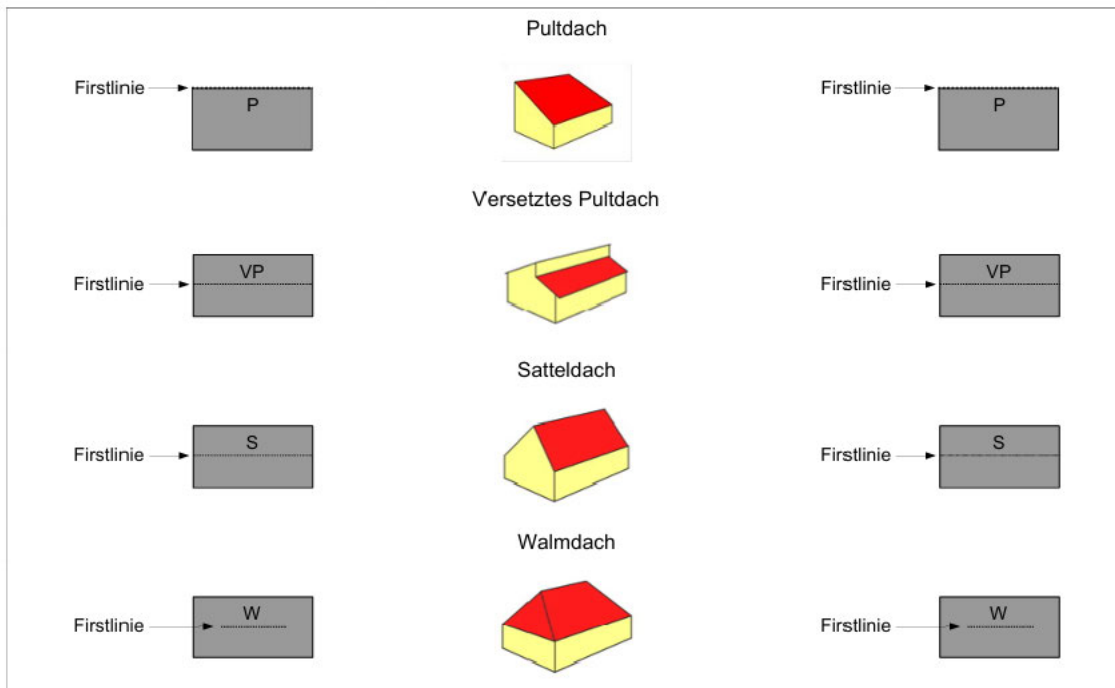 Pultdach
Firstlinie
P
Firstlinie
P
Versetztes Pultdach
Firstlinie
VP
Firstlinie
VP
Satteldach
Firstlinie
S
Firstlinie
S
Walmdach
Firstlinie
W
Firstlinie
W